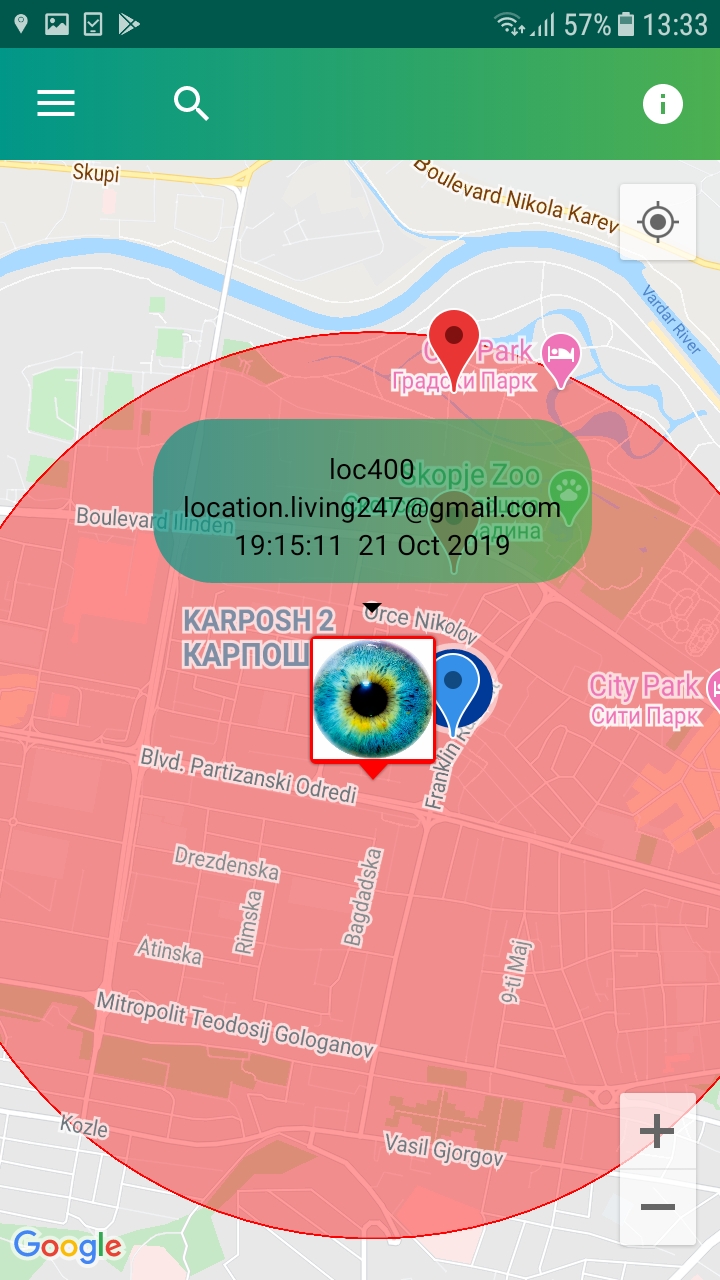 57% 13:33
Skupi
Boulevard Nikola Karev
Vardar River
Park
Градски Парк
loc400
Skopje Zoo
location.living247@gmail.com
Boulevard Ilinden
19:15:11 21 Oct 2019
Orce Nikolov
KARPOSH 2
КАРПОШ
City Park
Сити Парк
Franklin
Blvd. Partizanski Odredi
Drezdenska
Bagdadska
Rimska
Atinska
9-ti Maj
Mitropolit Teodosij Gologanov
Kozle
Vasil Gjorgov
Google